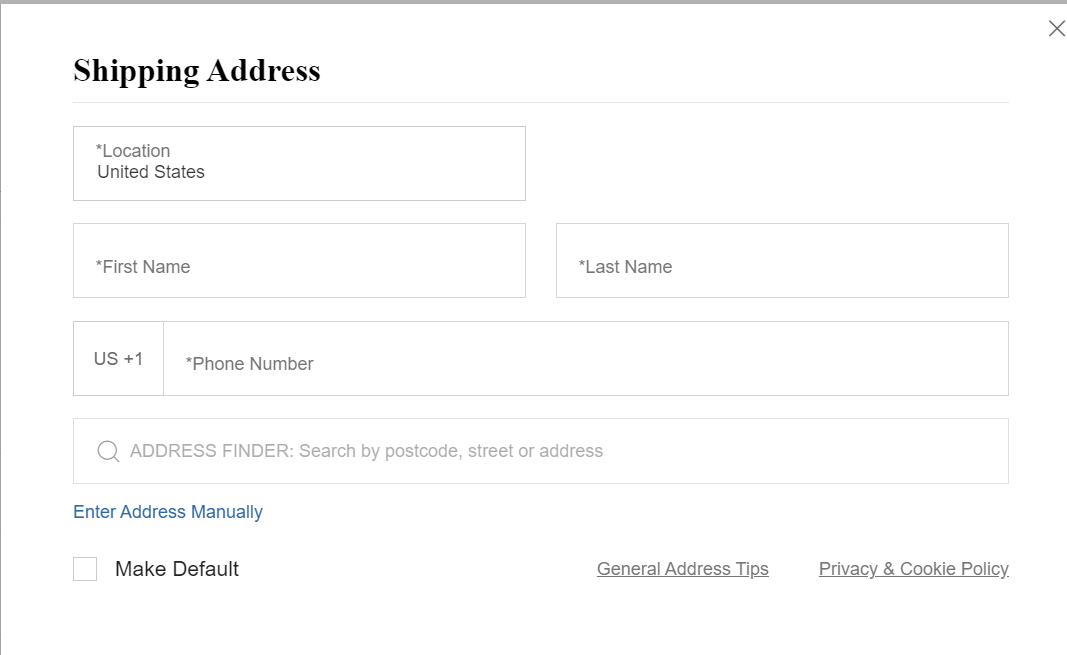 Shipping Address
*Location
United States
*First Name
*Last Name
US +1
*Phone Number
ADDRESS FINDER: Search by postcode, street or address
Enter Address Manually
Make Default
General Address Tips
Privacy & Cookie Policy